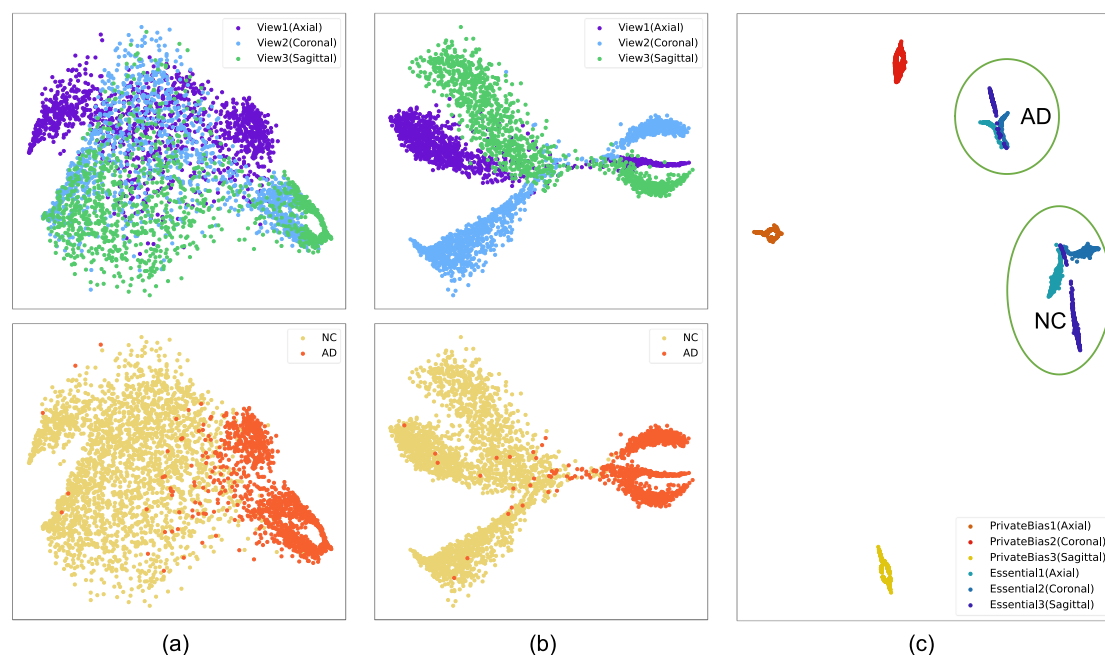 View1(Axial)
View2(Coronal)
View3(Sagittal)
View1(Axial)
View2(Coronal)
View3(Sagittal)
AD
NC
NC
AD
NC
AD
PrivateBias1(Axial)
PrivateBias2(Coronal)
PrivateBias3(Sagittal)
Essential1(Axial)
Essential2(Coronal)
Essential3(Sagittal)
(a)
(b)
(c)